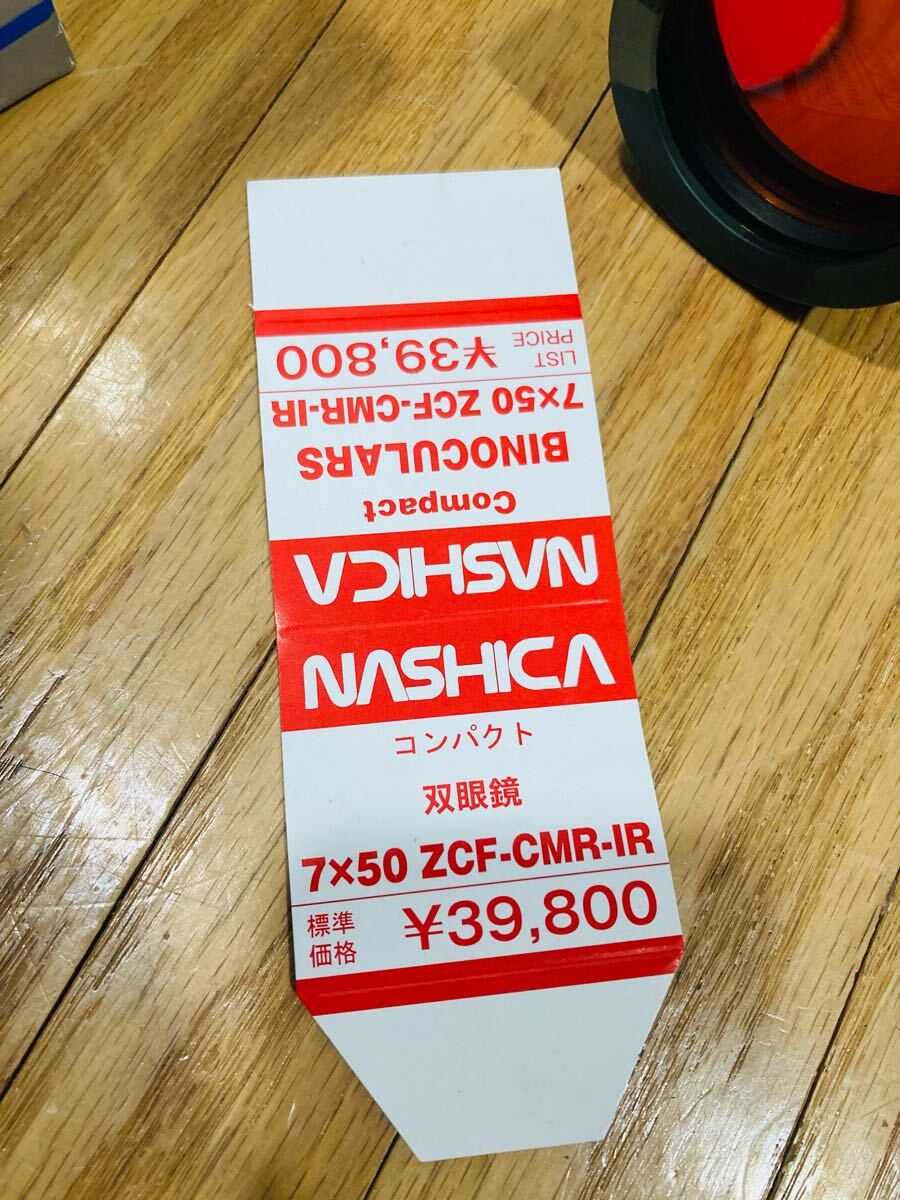 LIST
PRICE
¥39,800
7×50 ZCF-CMR-IR
BINOCULARS
Compact
NASHICA
NASHICA
コンパクト
双眼鏡
7×50 ZCF-CMR-IR
標準
価格
¥39,800